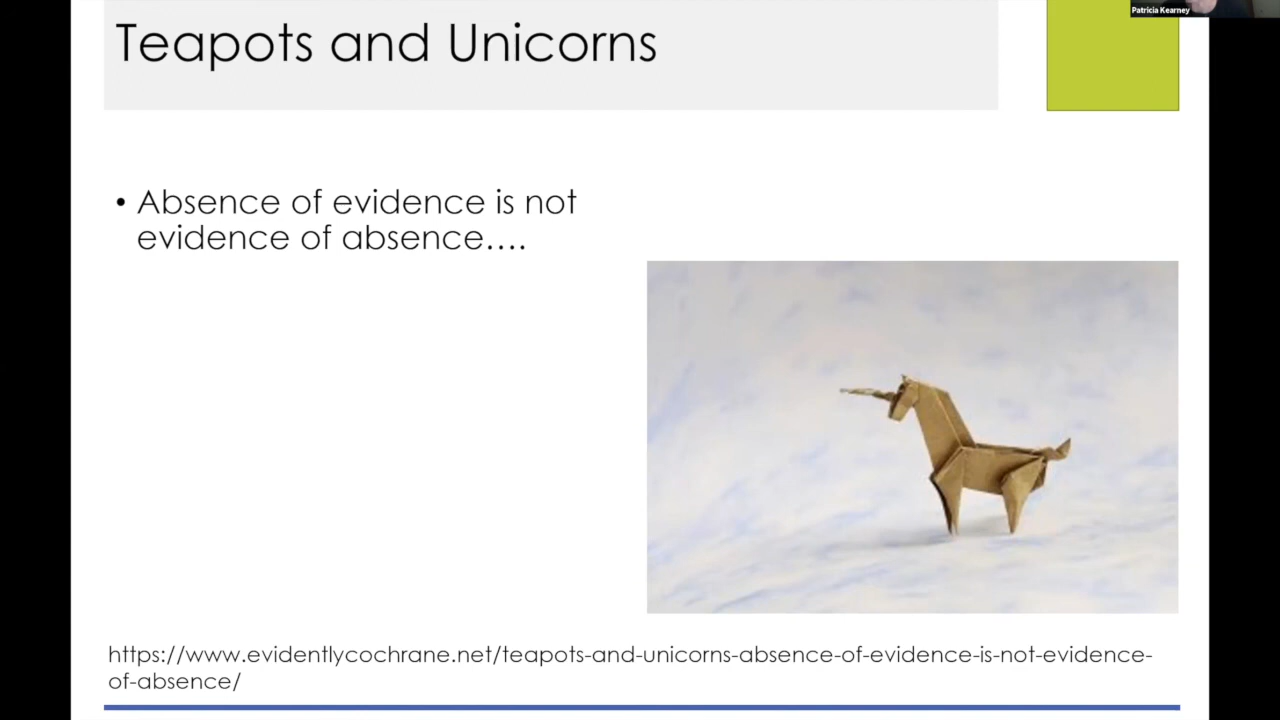 Patricia Kearney
Teapots and Unicorns
• Absence of evidence is not
evidence of absence....
https://www.evidentlycochrane.net/teapots-and-unicorns-absence-of-evidence-is-not-evidence-
of-absence/